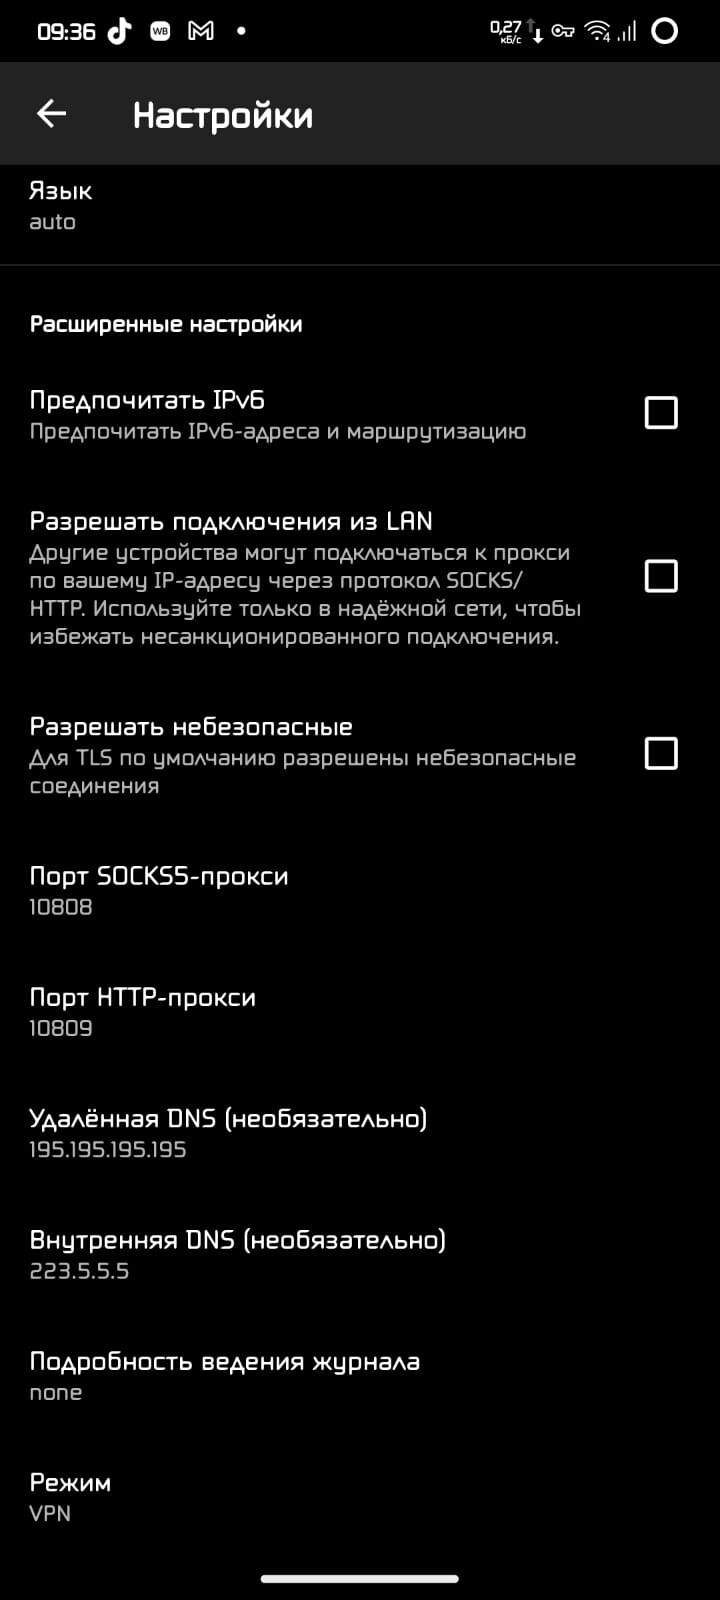 09:36 WB 0,27 кб/с 4
Настройки
Язык
auto
Расширенные настройки
Предпочитать IPv6
Предпочитать IPv6-адреса и маршрутизацию
Разрешать подключения из LAN
Другие устройства могут подключаться к прокси
по вашему IP-адресу через протокол SOCKS/
HTTP. Используйте только в надёжной сети, чтобы
избежать несанкционированного подключения.
Разрешать небезопасные
Для TLS по умолчанию разрешены небезопасные
соединения
Порт SOCKS5-прокси
10808
Порт HTTP-прокси
10809
Удалённая DNS (необязательно)
195.195.195.195
Внутренняя DNS (необязательно)
223.5.5.5
Подробность ведения журнала
none
Режим
VPN